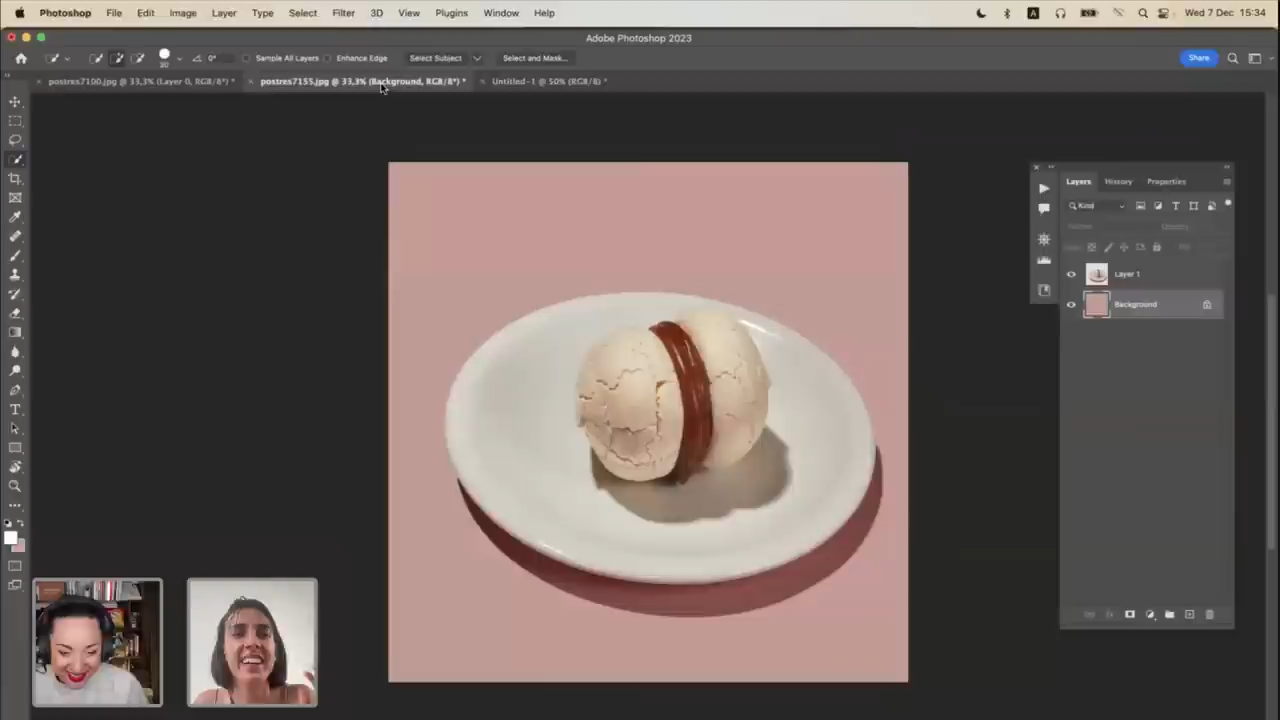 Photoshop File Edit Image Layer Type Select Filter 3D View Plugins Window Help
A
Wed 7 Dec 15:34
Adobe Photoshop 2023
20
0°
Sample All Layers
Enhance Edge
Select Subject
Select and Mask...
Share
postres7100.jpg @ 33,3% (Layer 0, RGB/8*) *
postres7155.jpg @ 33,3% (Background, RGB/8*) *
Untitled-1 @ 50% (RGB/8) *
Layers History Properties
Kind
Opacity
Layer 1
Background